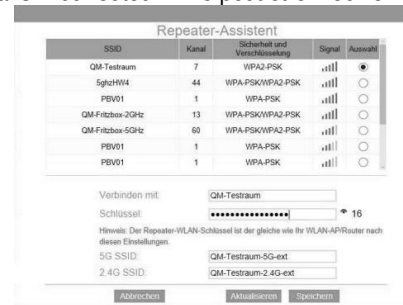 Repeater-Assistent
SSID Kanal Sicherheit und Verschlüsselung Signal Auswahl
QM-Testraum 7 WPA2-PSK
5ghzHW4 44 WPA-PSK/WPA2-PSK
PBV01 1 WPA-PSK
QM-Fritzbox-2GHz 13 WPA-PSK/WPA2-PSK
QM-Fritzbox-5GHz 60 WPA-PSK/WPA2-PSK
PBV01 1 WPA-PSK
PBV01 1 WPA-PSK
Verbinden mit: QM-Testraum
Schlüssel: •••••••••••••••• 16
Hinweis: Der Repeater-WLAN-Schlüssel ist der gleiche wie Ihr WLAN-AP/Router nach
diesen Einstellungen.
5G SSID: QM-Testraum-5G-ext
2.4G SSID: QM-Testraum-2.4G-ext
Abbrechen Aktualisieren Speichern